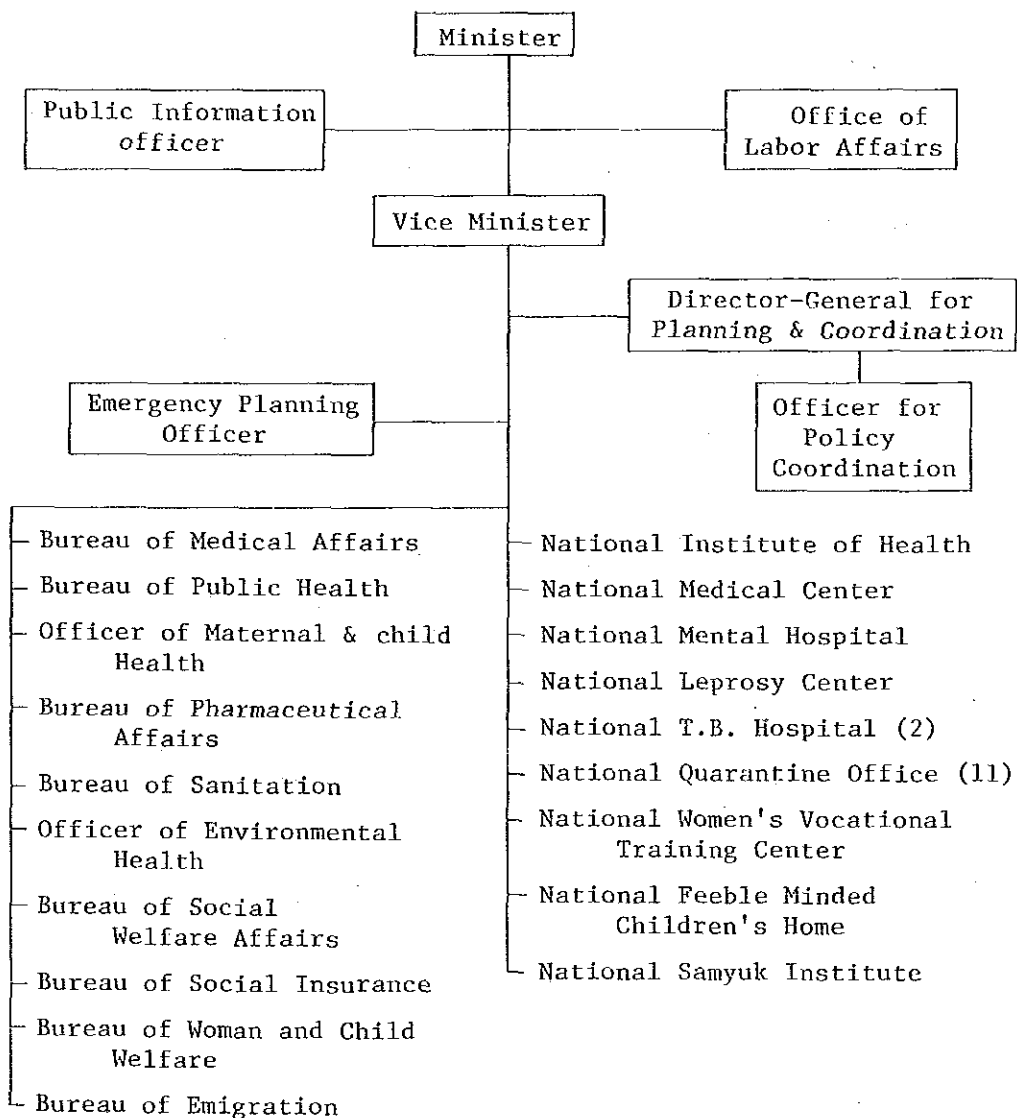 Minister
Public Information
officer
Office of
Labor Affairs
Vice Minister
Director-General for
Planning & Coordination
Emergency Planning
Officer
Officer for
Policy
Coordination
Bureau of Medical Affairs
Bureau of Public Health
Officer of Maternal & child
Health
Bureau of Pharmaceutical
Affairs
Bureau of Sanitation
Officer of Environmental
Health
Bureau of Social
Welfare Affairs
Bureau of Social Insurance
Bureau of Woman and Child
Welfare
Bureau of Emigration
National Institute of Health
National Medical Center
National Mental Hospital
National Leprosy Center
National T.B. Hospital (2)
National Quarantine Office (11)
National Women's Vocational
Training Center
National Feeble Minded
Children's Home
National Samyuk Institute